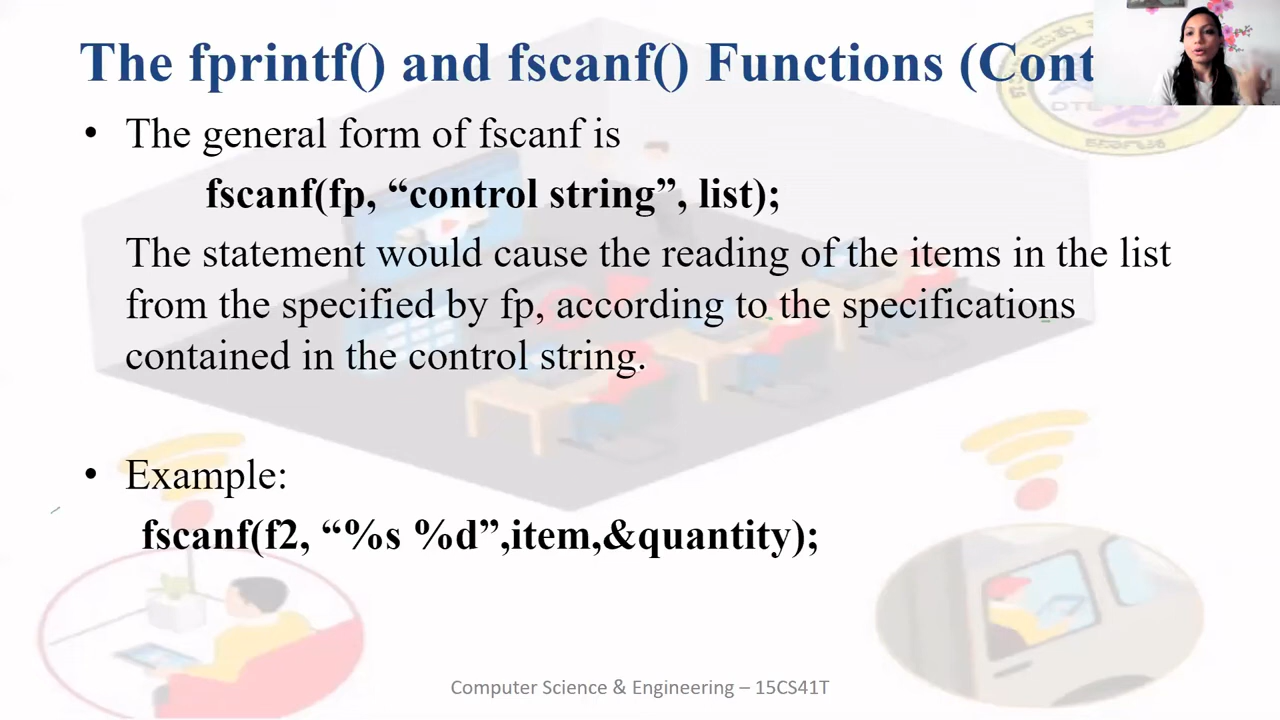 The fprintf() and fscanf() Functions (Cont
• The general form of fscanf is
fscanf(fp, “control string”, list);
The statement would cause the reading of the items in the list
from the specified by fp, according to the specifications
contained in the control string.
• Example:
fscanf(f2, “%s %d”,item,&quantity);
Computer Science & Engineering – 15CS41T